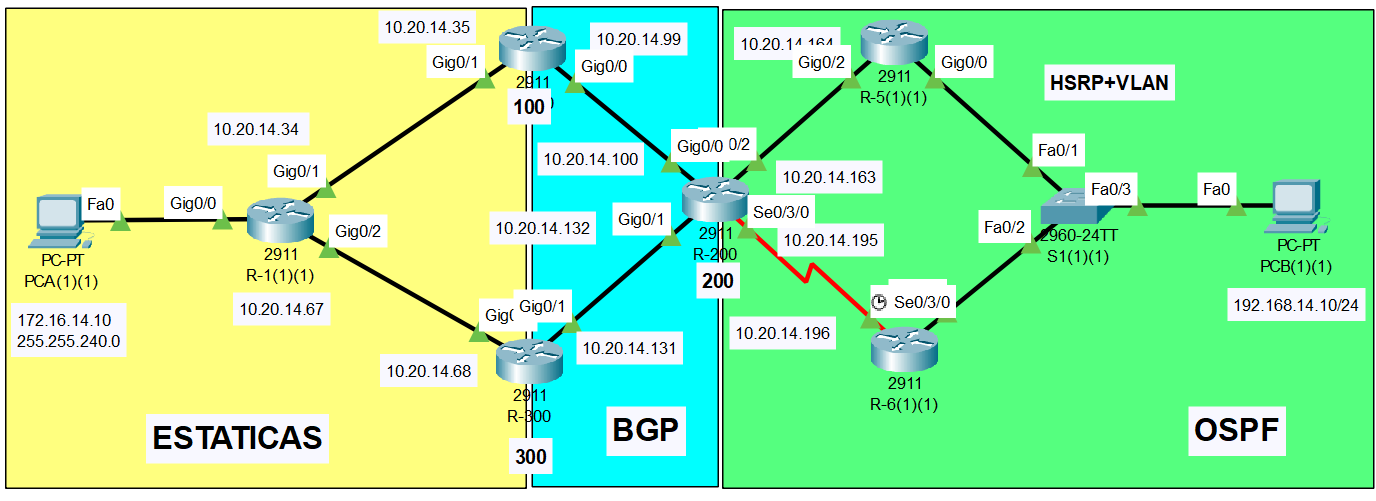 10.20.14.35
Gig0/1
2911
100
10.20.14.99
Gig0/0
10.20.14.34
Gig0/1
Fa0
Gig0/0
Gig0/2
PC-PT
PCA(1)(1)
2911
R-1(1)(1)
172.16.14.10
255.255.240.0
10.20.14.67
10.20.14.68
Gig0/1
2911
R-300
300
ESTATICAS
10.20.14.100
Gig0/0
10.20.14.132
Gig0/1
2911
R-200
200
10.20.14.131
BGP
10.20.14.164
Gig0/2
2911
R-5(1)(1)
Gig0/0
HSRP+VLAN
10.20.14.163
Se0/3/0
10.20.14.195
10.20.14.196
Se0/3/0
2911
R-6(1)(1)
Fa0/1
Fa0/3
Fa0/2
2960-24TT
S1(1)(1)
Fa0
PC-PT
PCB(1)(1)
192.168.14.10/24
OSPF